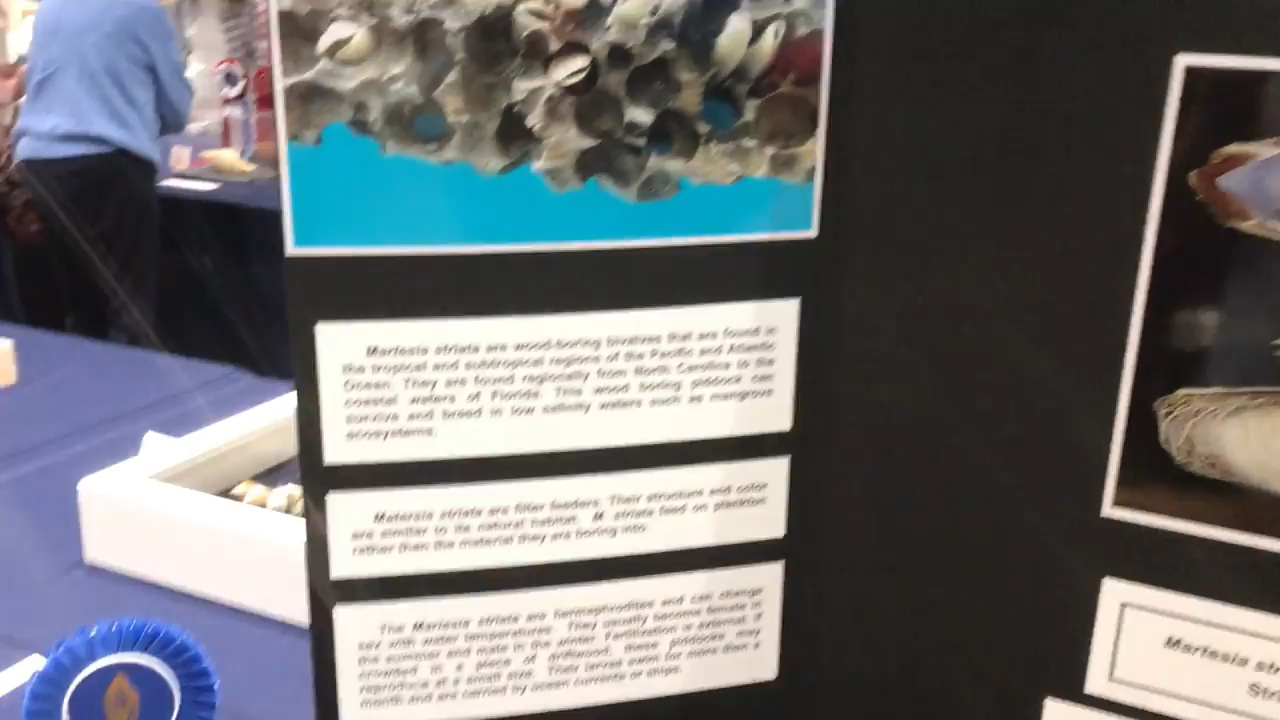 Martesia striata are wood-boring bivalves that are found in
the tropical and subtropical regions of the Pacific and Atlantic
Ocean. They are found regionally from North Carolina to the
coastal waters of Florida. This wood boring piddock can
survive and breed in low salinity waters such as mangrove
ecosystems.
Matersia striata are filter feeders. Their structure and color
are similar to its natural habitat. M. striata feed on plankton
rather than the material they are boring into.
The Martesia striata are hermaphrodites and can change
sex with water temperatures. They usually become female in
the summer and male in the winter. Fertilization is external. If
crowded in a piece of driftwood, these piddocks may
reproduce at a small size. Their larvae swim for more than a
month and are carried by ocean currents or ships.
Martesia str
Str